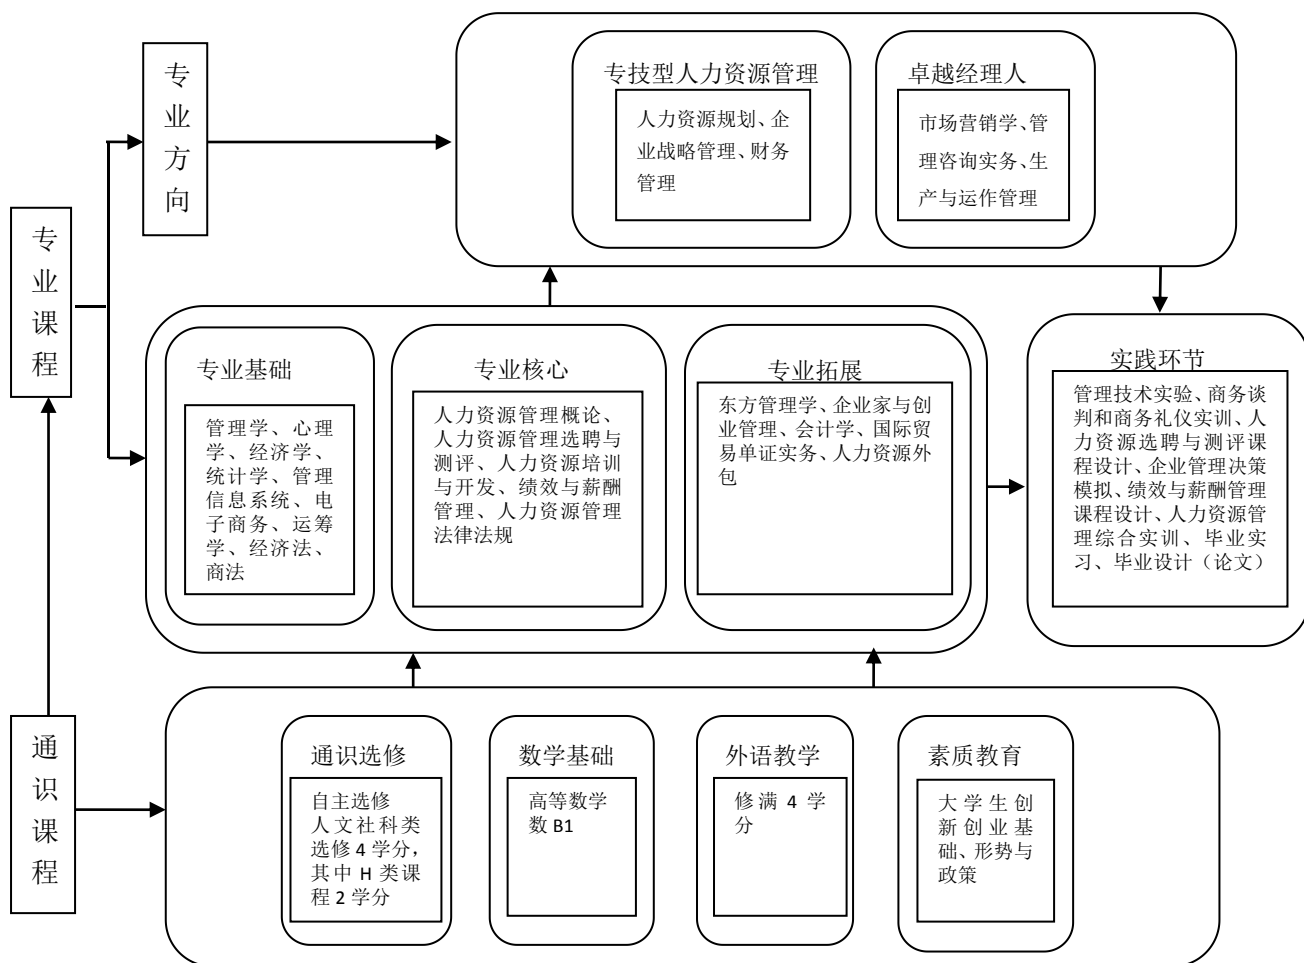 专业方向
专技型人力资源管理
人力资源规划、企
业战略管理、财务
管理
卓越经理人
市场营销学、管
理咨询实务、生
产与运作管理
专业课程
专业基础
管理学、心理
学、经济学、
统计学、管理
信息系统、电
子商务、运筹
学、经济法、
商法
专业核心
人力资源管理概论、
人力资源管理选聘与
测评、人力资源培训
与开发、绩效与薪酬
管理、人力资源管理
法律法规
专业拓展
东方管理学、企业家与创
业管理、会计学、国际贸
易单证实务、人力资源外
包
实践环节
管理技术实验、商务谈
判和商务礼仪实训、人
力资源选聘与测评课
程设计、企业管理决策
模拟、绩效与薪酬管理
课程设计、人力资源管
理综合实训、毕业实
习、毕业设计（论文）
通识课程
通识选修
自主选修
人文社科类
选修 4 学分，
其中 H 类课
程 2 学分
数学基础
高等数学
数 B1
外语教学
修满 4 学
分
素质教育
大学生创
新创业基
础、形势与
政策